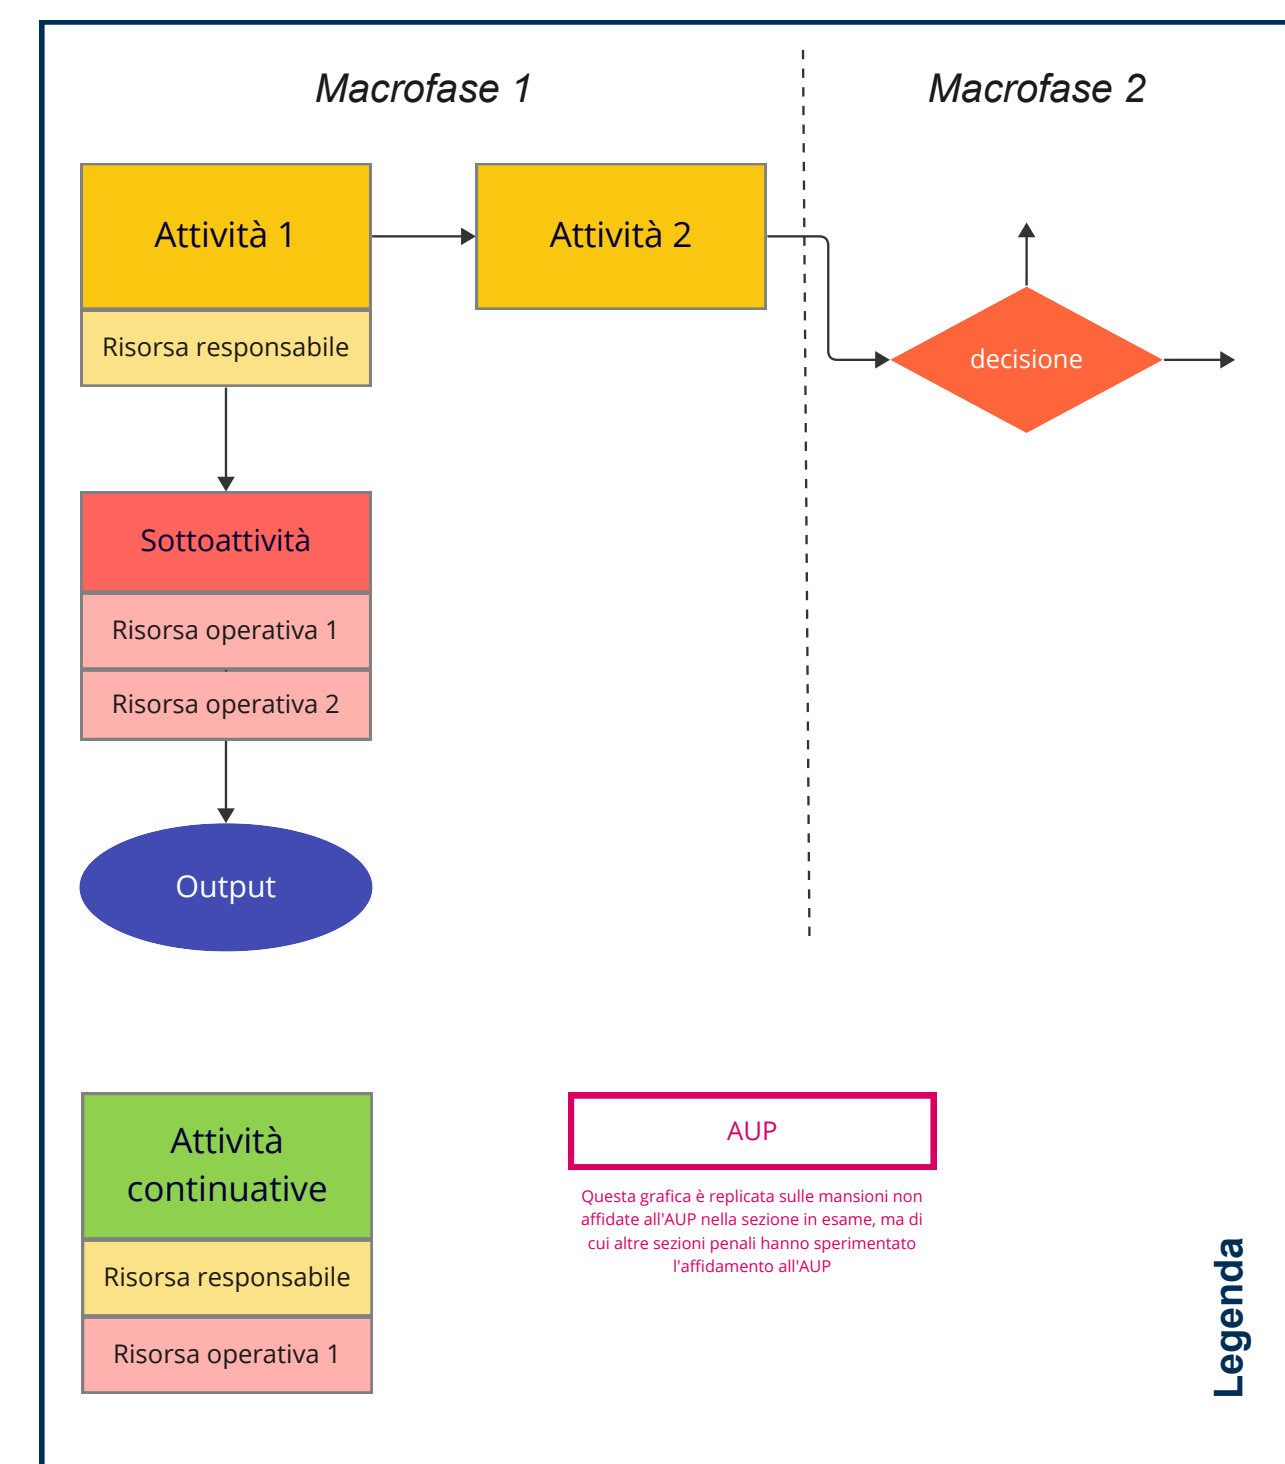 Macrofase 1
Macrofase 2
Attività 1
Attività 2
Risorsa responsabile
decisione
Sottoattività
Risorsa operativa 1
Risorsa operativa 2
Output
Attività
continuative
Risorsa responsabile
Risorsa operativa 1
AUP
Questa grafica è replicata sulle mansioni non
affidate all'AUP nella sezione in esame, ma di
cui altre sezioni penali hanno sperimentato
l'affidamento all'AUP
Legenda